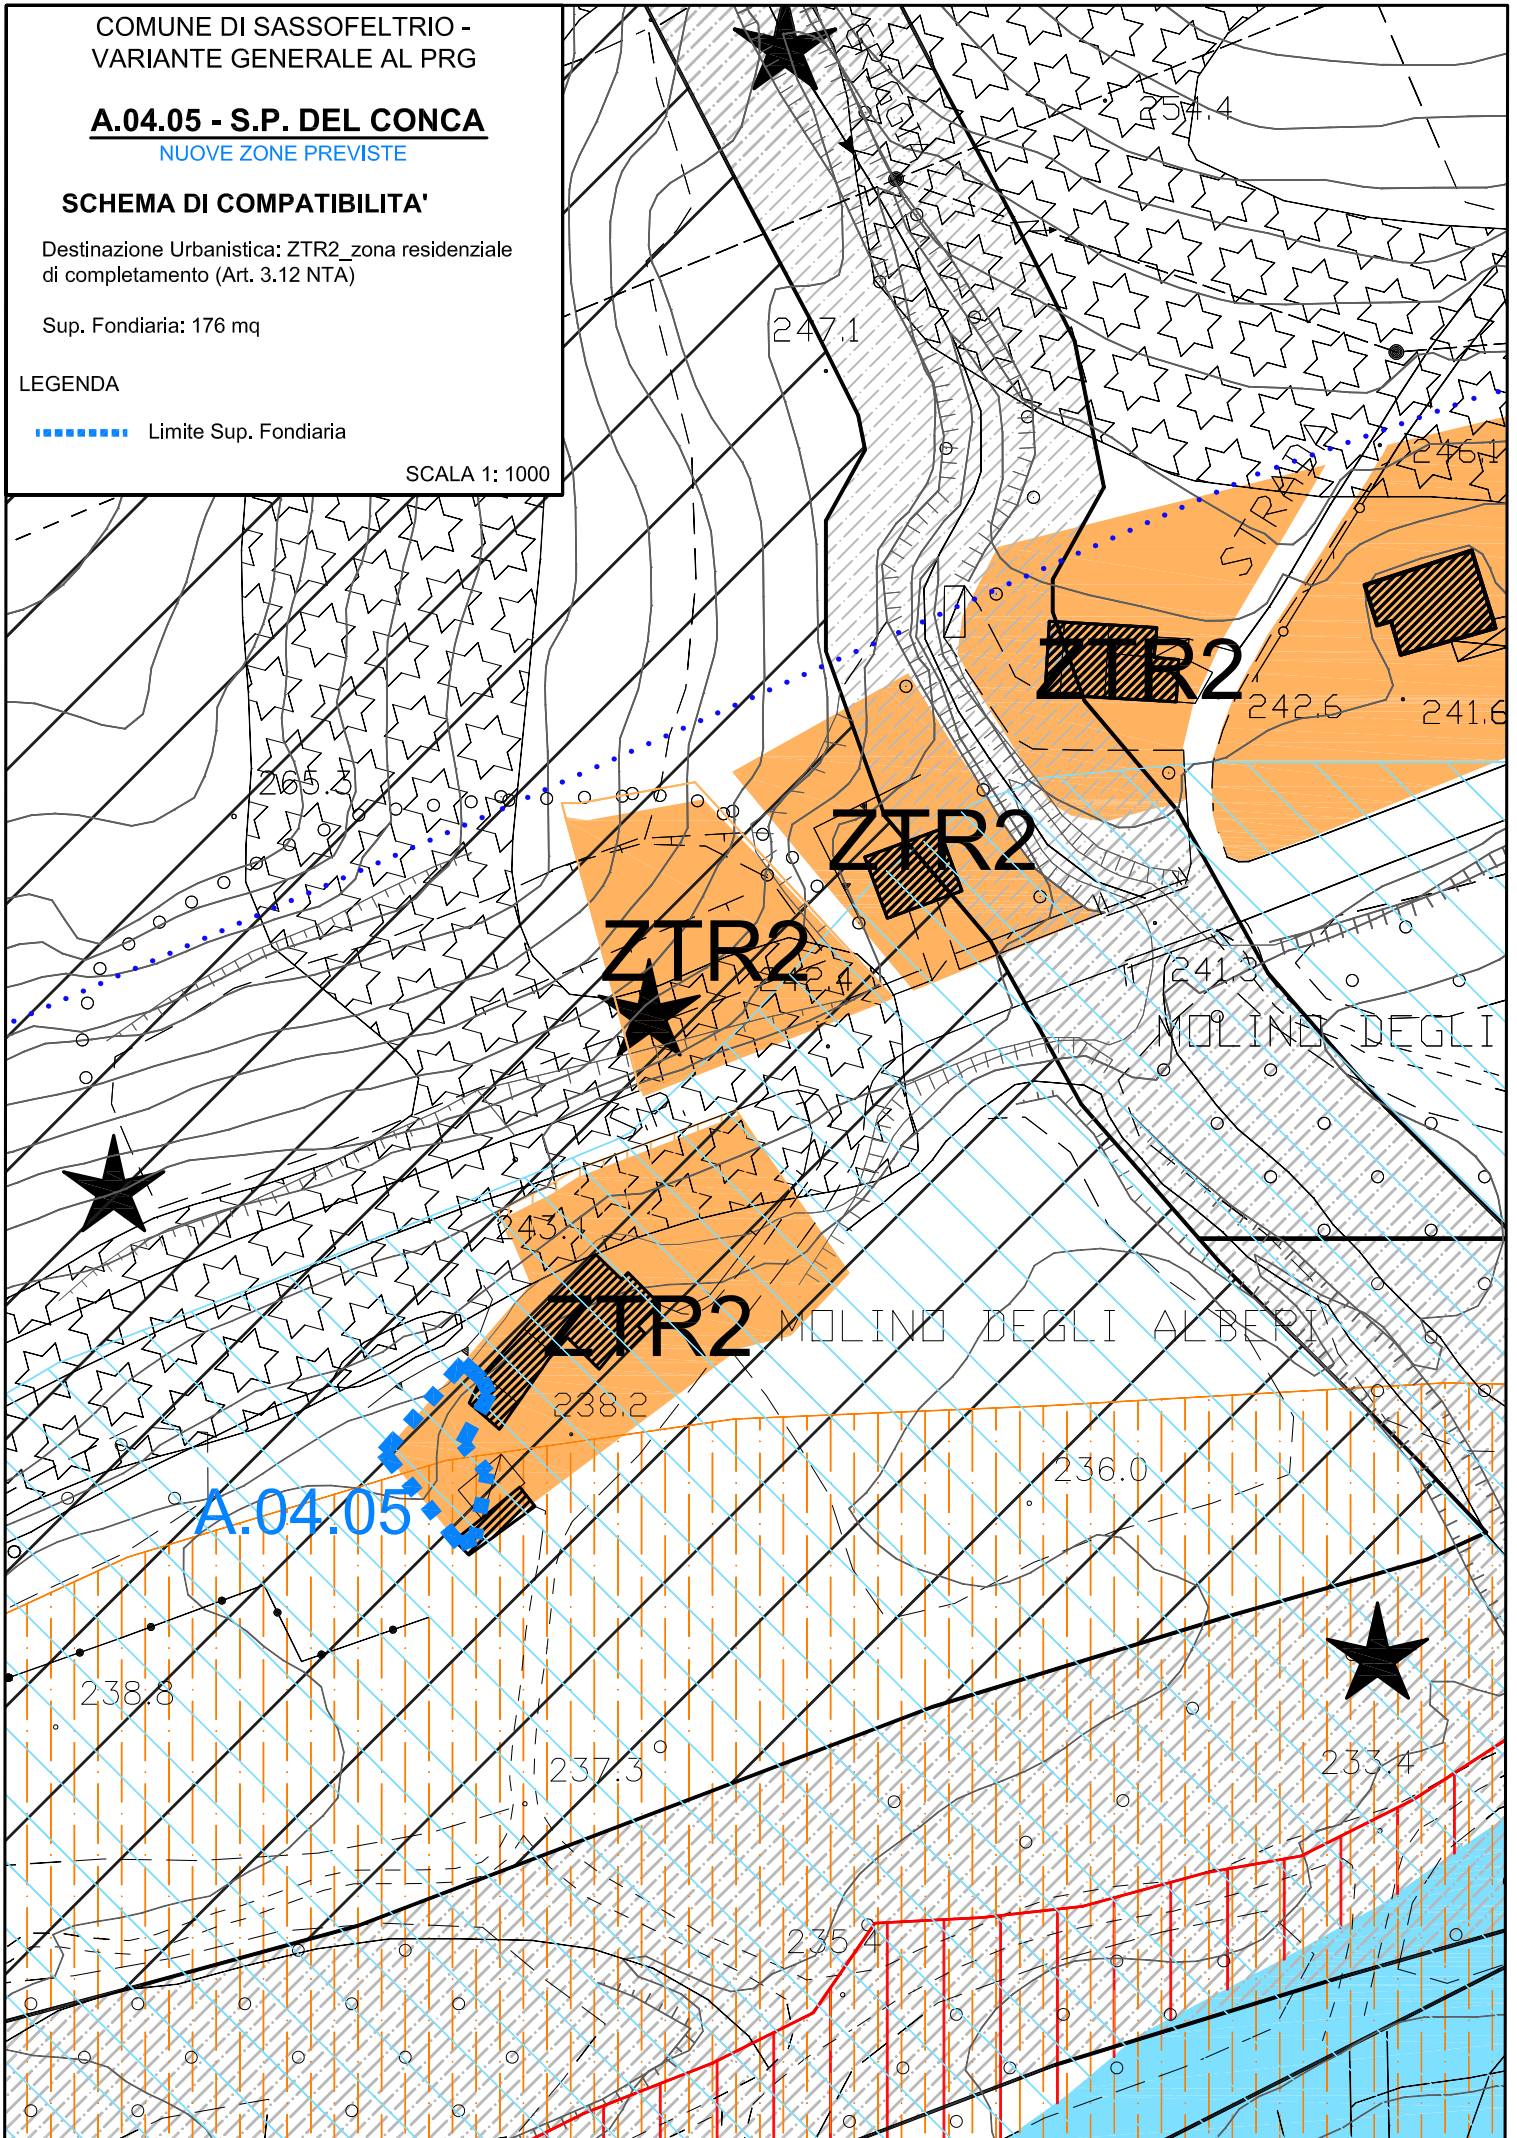 COMUNE DI SASSOFELTRIO -
VARIANTE GENERALE AL PRG
A.04.05 - S.P. DEL CONCA
NUOVE ZONE PREVISTE
SCHEMA DI COMPATIBILITA'
Destinazione Urbanistica: ZTR2_zona residenziale
di completamento (Art. 3.12 NTA)
Sup. Fondiaria: 176 mq
LEGENDA
Limite Sup. Fondiaria
SCALA 1: 1000
254.4
247.1
246.1
ZTR2
242.6
241.6
265.3
ZTR2
ZTR2
242.4
241.3
MOLINO DEGLI
243.1
ZTR2
MOLINO DEGLI ALBERI
238.2
236.0
A.04.05
238.8
237.3
233.4
235.4